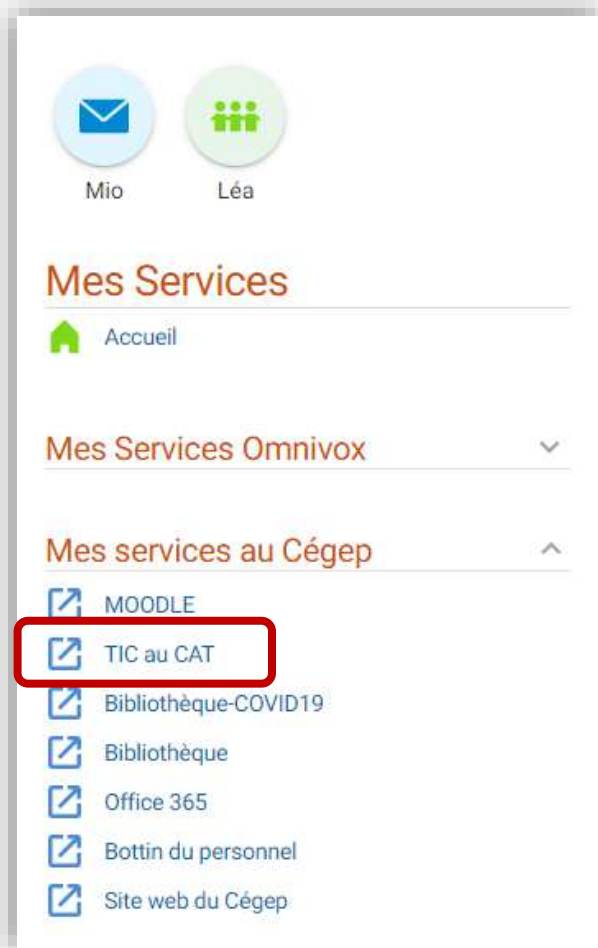 Mio Léa
Mes Services
Accueil
Mes Services Omnivox
Mes services au Cégep
MOODLE
TIC au CAT
Bibliothèque-COVID19
Bibliothèque
Office 365
Bottin du personnel
Site web du Cégep